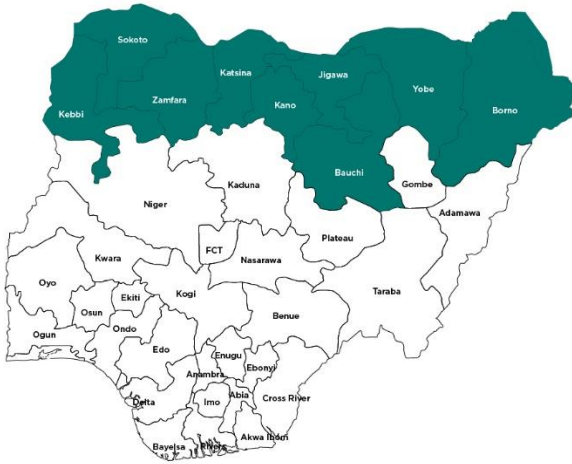 Sokoto
Katsina
Jigawa
Yobe
Zamfara
Kano
Borno
Kebbi
Bauchi
Kaduna
Gombe
Niger
Adamawa
Plateau
FCT
Kwara
Nasarawa
Oyo
Taraba
Ekiti
Kogi
Osun
Benue
Ogun
Ondo
Edo
Enugu
Ebonyi
Anambra
Delta
Imo
Abia
Cross River
Akwa Ibom
Bayelsa
Rivers